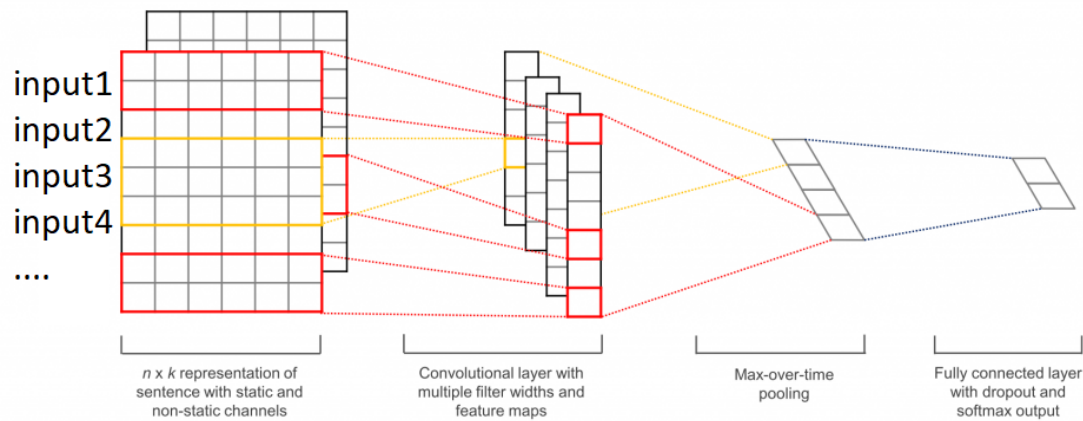 input1
input2
input3
input4
....
n x k representation of
sentence with static and
non-static channels
Convolutional layer with
multiple filter widths and
feature maps
Max-over-time
pooling
Fully connected layer
with dropout and
softmax output